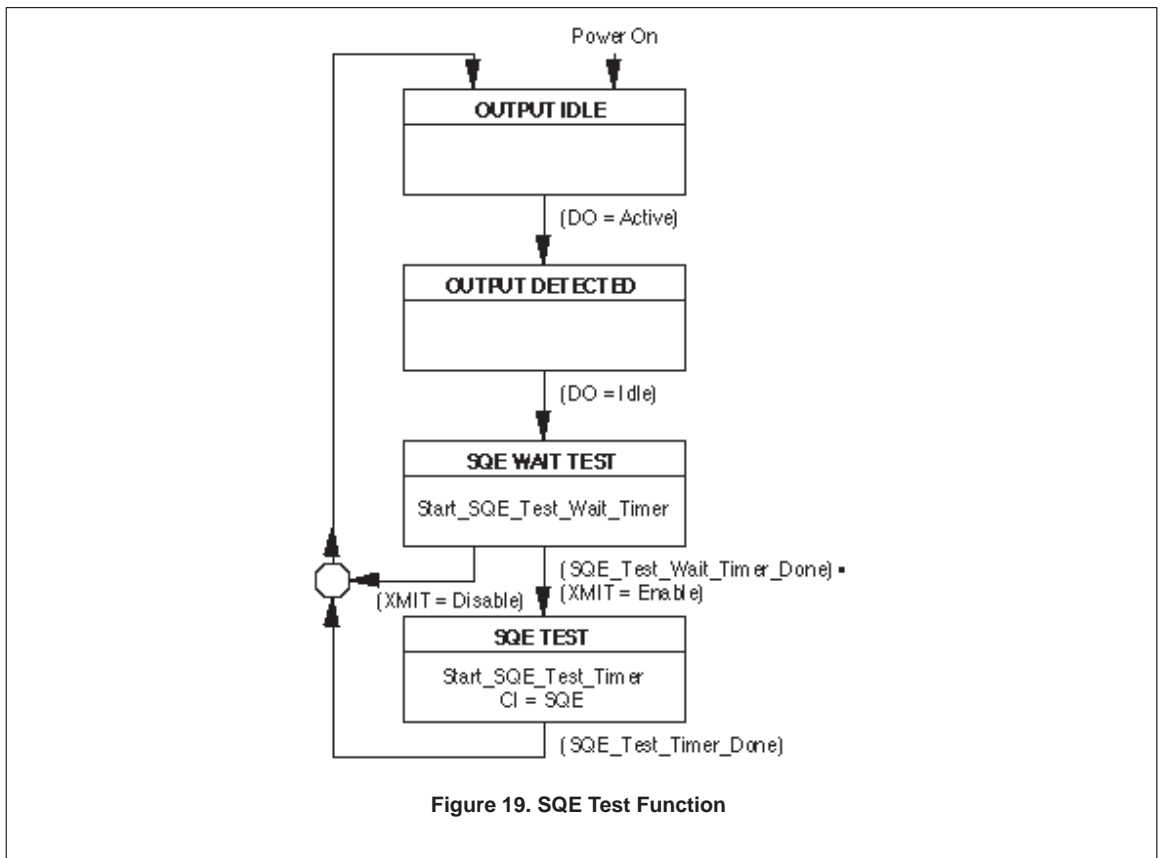 Power On
OUTPUT IDLE
(DO = Active)
OUTPUT DETECTED
(DO = Idle)
SQE WAIT TEST
Start_SQE_Test_Wait_Timer
(SQE_Test_Wait_Timer_Done) ▪
(XMIT = Disable)
(XMIT = Enable)
SQE TEST
Start_SQE_Test_Timer
CI = SQE
(SQE_Test_Timer_Done)
Figure 19. SQE Test Function